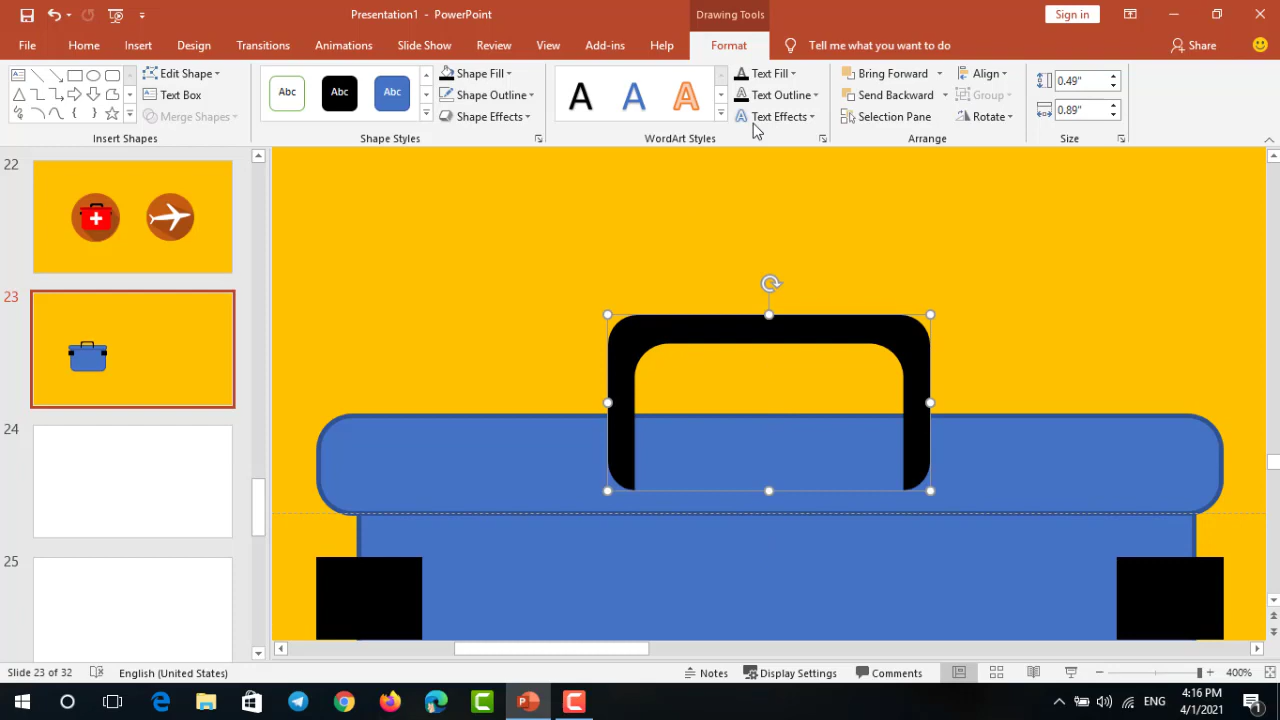 Presentation1 - PowerPoint
Drawing Tools
Sign in
File Home Insert Design Transitions Animations Slide Show Review View Add-ins Help Format Tell me what you want to do Share
Edit Shape
Text Box
Merge Shapes
Insert Shapes
Abc Abc Abc
Shape Fill
Shape Outline
Shape Effects
Shape Styles
A A A
Text Fill
Text Outline
Text Effects
WordArt Styles
Bring Forward
Send Backward
Selection Pane
Align
Group
Rotate
Arrange
0.49"
0.89"
Size
22
23
24
25
Slide 23 of 32 English (United States) Notes Display Settings Comments 400%
ENG
4:16 PM
4/1/2021
1